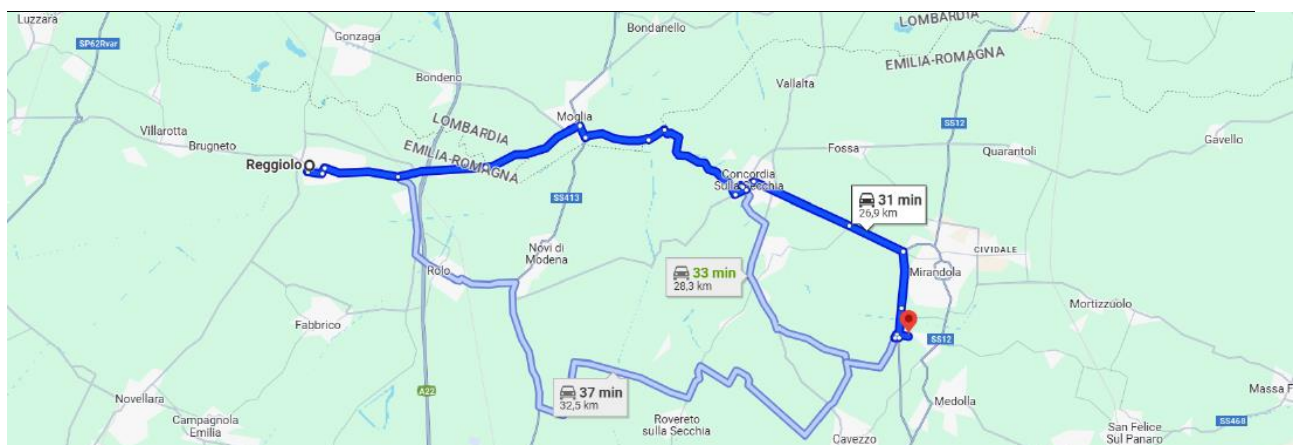 Luzzara
SP62Rvar
Gonzaga
Bondanello
LOMBARDIA
EMILIA-ROMAGNA
Bondeno
Vallalta
SS12
Moglia
LOMBARDIA
EMILIA-ROMAGNA
Villarotta
Brugneto
Reggiolo
Fossa
Quarantoli
Gavello
Concordia
Sulla Secchia
SS413
31 min
26,9 km
Novi di
Modena
CIVIDALE
Mirandola
Rolo
33 min
28,3 km
Mortizzuolo
Fabbrico
SS12
37 min
32,5 km
A22
Novellara
Campagnola
Emilia
Rovereto
sulla Secchia
Cavezzo
Medolla
Massa F
San Felice
Sul Panaro
SS468